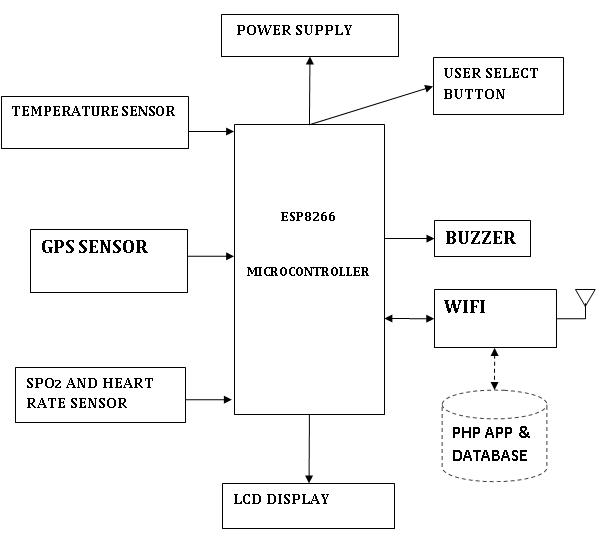 POWER SUPPLY
USER SELECT
BUTTON
TEMPERATURE SENSOR
ESP8266
MICROCONTROLLER
GPS SENSOR
BUZZER
WIFI
SPO2 AND HEART
RATE SENSOR
PHP APP &
DATABASE
LCD DISPLAY